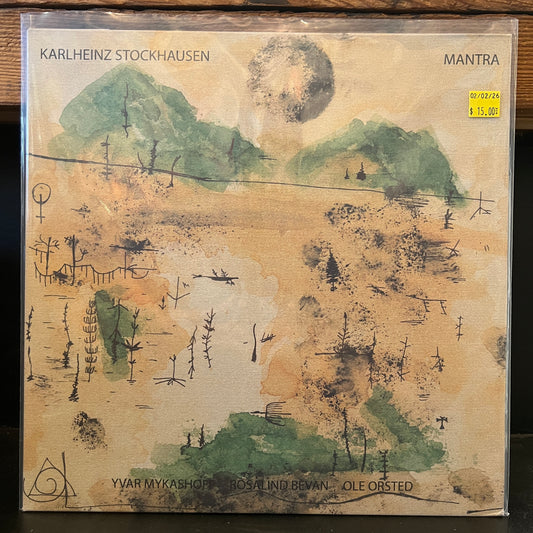 KARLHEINZ STOCKHAUSEN
MANTRA
02/02/26
$ 15.00
YVAR MYKASHOFF ROSALIND BEVAN OLE ORSTED